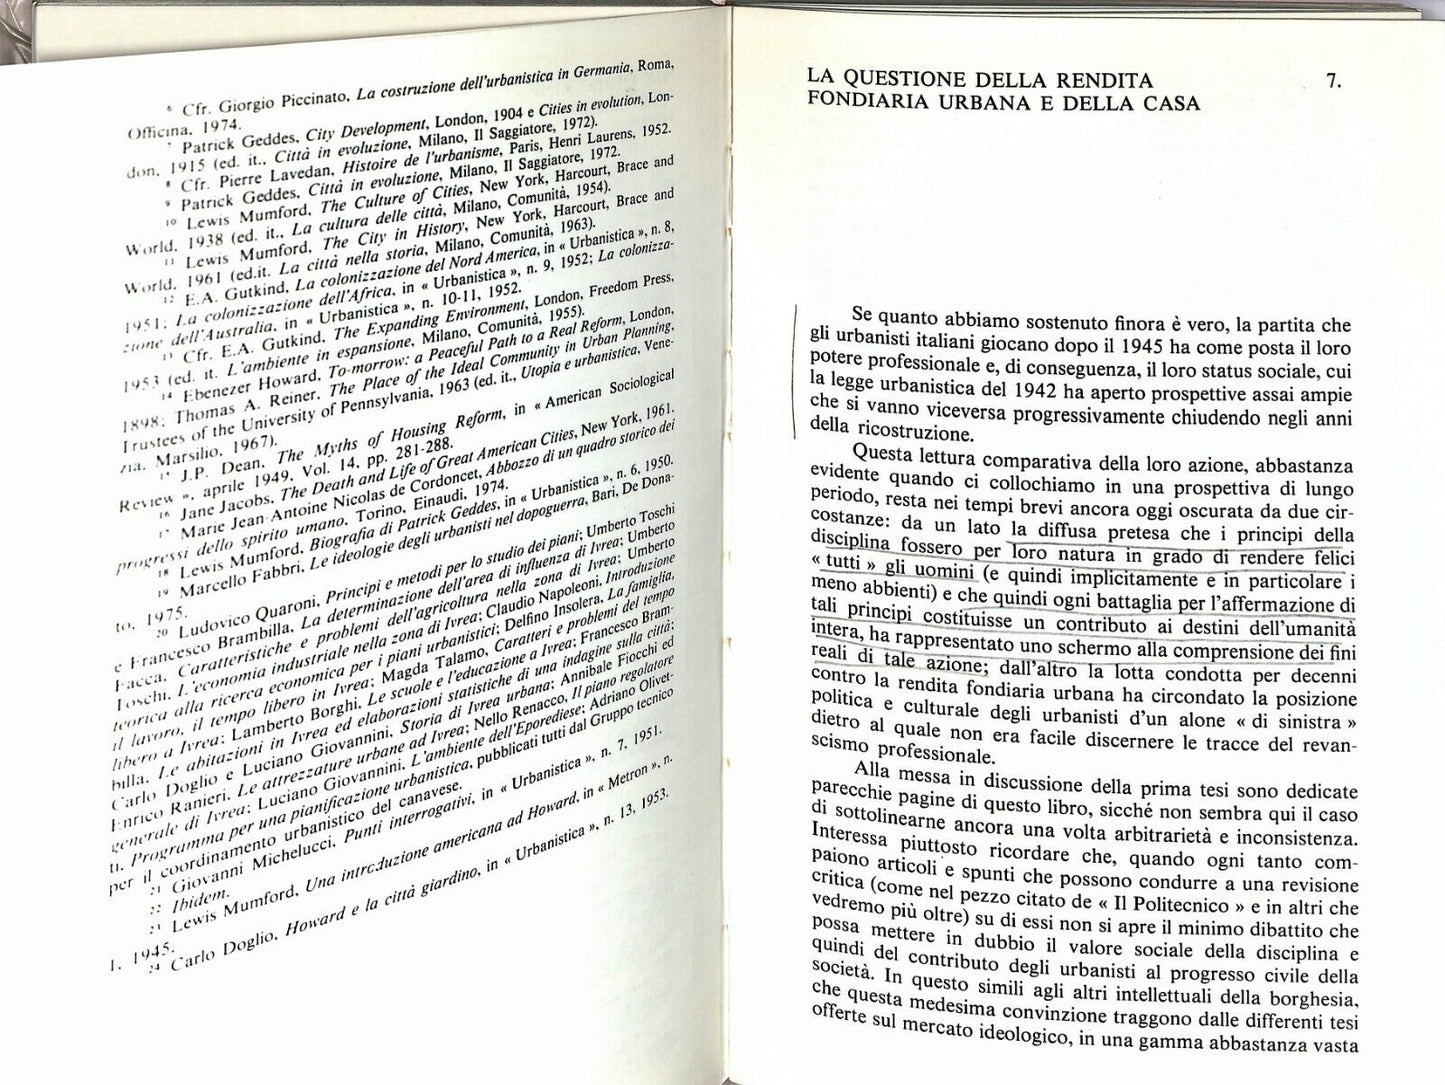 ⁶ Cfr. Giorgio Piccinato, La costruzione dell'urbanistica in Germania, Roma,
Officina, 1974.
⁷ Patrick Geddes, City Development, London, 1904 e Cities in evolution, Lon-
don, 1915 (ed. it., Città in evoluzione, Milano, Il Saggiatore, 1972).
⁸ Cfr. Pierre Lavedan, Histoire de l'urbanisme, Paris, Henri Laurens, 1952.
⁹ Patrick Geddes, Città in evoluzione, Milano, Il Saggiatore, 1972.
¹⁰ Lewis Mumford, The Culture of Cities, New York, Harcourt, Brace and
World, 1938 (ed. it., La cultura delle città, Milano, Comunità, 1954).
¹¹ Lewis Mumford, The City in History, New York, Harcourt, Brace and
World, 1961 (ed.it. La città nella storia, Milano, Comunità, 1963).
¹² E.A. Gutkind, La colonizzazione del Nord America, in « Urbanistica », n. 8,
1951; La colonizzazione dell'Africa, in « Urbanistica », n. 9, 1952; La colonizza-
zione dell'Australia, in « Urbanistica », n. 10-11, 1952.
¹³ Cfr. E.A. Gutkind, The Expanding Environment, London, Freedom Press,
1953 (ed. it. L'ambiente in espansione, Milano, Comunità, 1955).
¹⁴ Ebenezer Howard, To-morrow: a Peaceful Path to a Real Reform, London,
1898; Thomas A. Reiner, The Place of the Ideal Community in Urban Planning,
Trustees of the University of Pennsylvania, 1963 (ed. it., Utopia e urbanistica, Vene-
zia, Marsilio, 1967).
¹⁵ J.P. Dean, The Myths of Housing Reform, in « American Sociological
Review », aprile 1949, Vol. 14, pp. 281-288.
¹⁶ Jane Jacobs, The Death and Life of Great American Cities, New York, 1961.
¹⁷ Marie Jean-Antoine Nicolas de Cordoncet, Abbozzo di un quadro storico dei
progressi dello spirito umano, Torino, Einaudi, 1974.
¹⁸ Lewis Mumford, Biografia di Patrick Geddes, in « Urbanistica », n. 6, 1950.
¹⁹ Marcello Fabbri, Le ideologie degli urbanisti nel dopoguerra, Bari, De Dona-
to, 1975.
²⁰ Ludovico Quaroni, Principi e metodi per lo studio dei piani; Umberto Toschi
e Francesco Brambilla, La determinazione dell'area di influenza di Ivrea; Umberto
Facca, Caratteristiche e problemi dell'agricoltura nella zona di Ivrea; Umberto
Toschi, L'economia industriale nella zona di Ivrea; Claudio Napoleoni, Introduzione
teorica alla ricerca economica per i piani urbanistici; Delfino Insolera, La famiglia,
il lavoro, il tempo libero in Ivrea; Magda Talamo, Caratteri e problemi del tempo
libero a Ivrea; Lamberto Borghi, Le scuole e l'educazione a Ivrea; Francesco Bram-
billa, Le abitazioni in Ivrea ed elaborazioni statistiche di una indagine sulla città;
Carlo Doglio e Luciano Giovannini, Storia di Ivrea urbana; Annibale Fiocchi ed
Enrico Ranieri, Le attrezzature urbane ad Ivrea; Nello Renacco, Il piano regolatore
generale di Ivrea; Luciano Giovannini, L'ambiente dell'Eporediese; Adriano Olivet-
ti, Programma per una pianificazione urbanistica, pubblicati tutti dal Gruppo tecnico
per il coordinamento urbanistico del canavese.
²¹ Giovanni Michelucci, Punti interrogativi, in « Urbanistica », n. 7, 1951.
²² Ibidem.
²³ Lewis Mumford, Una introduzione americana ad Howard, in « Metron », n.
1, 1945.
²⁴ Carlo Doglio, Howard e la città giardino, in « Urbanistica », n. 13, 1953.
LA QUESTIONE DELLA RENDITA 7.
FONDIARIA URBANA E DELLA CASA
Se quanto abbiamo sostenuto finora è vero, la partita che
gli urbanisti italiani giocano dopo il 1945 ha come posta il loro
potere professionale e, di conseguenza, il loro status sociale, cui
la legge urbanistica del 1942 ha aperto prospettive assai ampie
che si vanno viceversa progressivamente chiudendo negli anni
della ricostruzione.
Questa lettura comparativa della loro azione, abbastanza
evidente quando ci collochiamo in una prospettiva di lungo
periodo, resta nei tempi brevi ancora oggi oscurata da due cir-
costanze: da un lato la diffusa pretesa che i principi della
disciplina fossero per loro natura in grado di rendere felici
« tutti » gli uomini (e quindi implicitamente e in particolare i
meno abbienti) e che quindi ogni battaglia per l'affermazione di
tali principi costituisse un contributo ai destini dell'umanità
intera, ha rappresentato uno schermo alla comprensione dei fini
reali di tale azione; dall'altro la lotta condotta per decenni
contro la rendita fondiaria urbana ha circondato la posizione
politica e culturale degli urbanisti d'un alone « di sinistra »
dietro al quale non era facile discernere le tracce del revan-
scismo professionale.
Alla messa in discussione della prima tesi sono dedicate
parecchie pagine di questo libro, sicché non sembra qui il caso
di sottolinearne ancora una volta arbitrarietà e inconsistenza.
Interessa piuttosto ricordare che, quando ogni tanto com-
paiono articoli e spunti che possono condurre a una revisione
critica (come nel pezzo citato de « Il Politecnico » e in altri che
vedremo più oltre) su di essi non si apre il minimo dibattito che
possa mettere in dubbio il valore sociale della disciplina e
quindi del contributo degli urbanisti al progresso civile della
società. In questo simili agli altri intellettuali della borghesia,
che questa medesima convinzione traggono dalle differenti tesi
offerte sul mercato ideologico, in una gamma abbastanza vasta